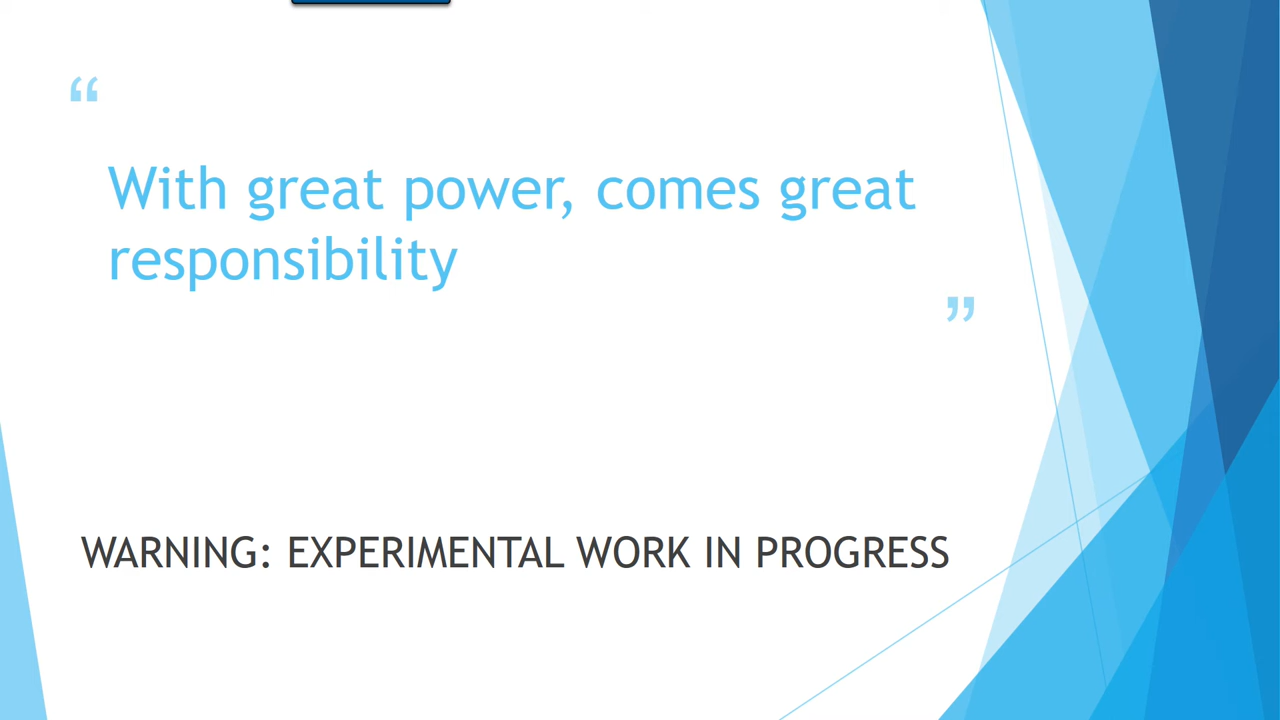 “
With great power, comes great
responsibility
”
WARNING: EXPERIMENTAL WORK IN PROGRESS